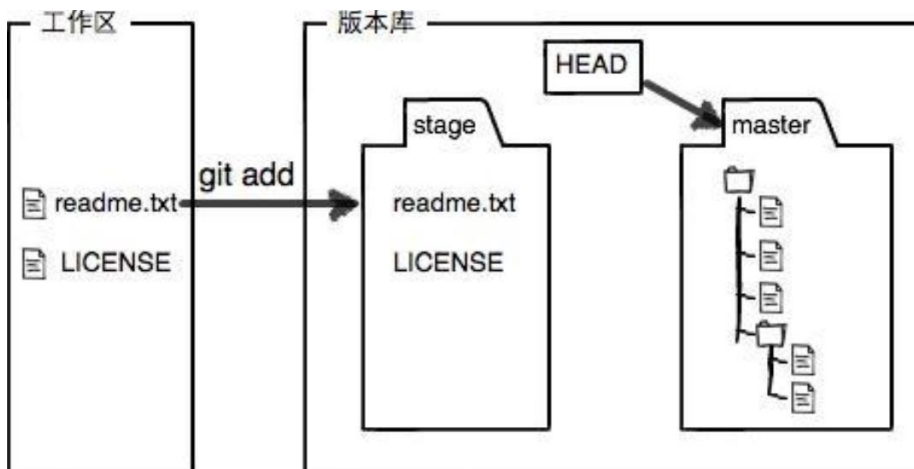 工作区
版本库
HEAD
stage
master
git add
readme.txt
readme.txt
LICENSE
LICENSE